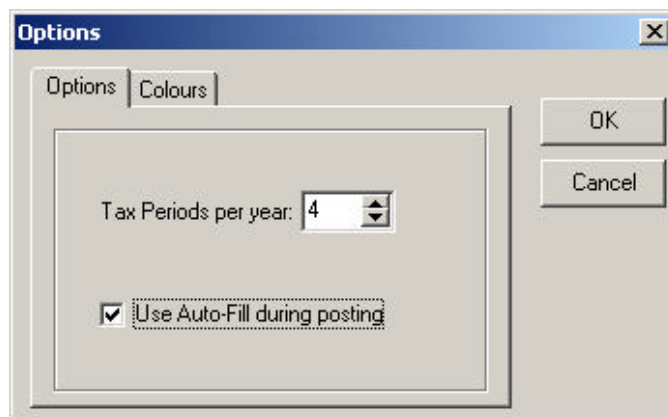 Options
Options
Colours
OK
Tax Periods per year: 4
Cancel
Use Auto-Fill during posting